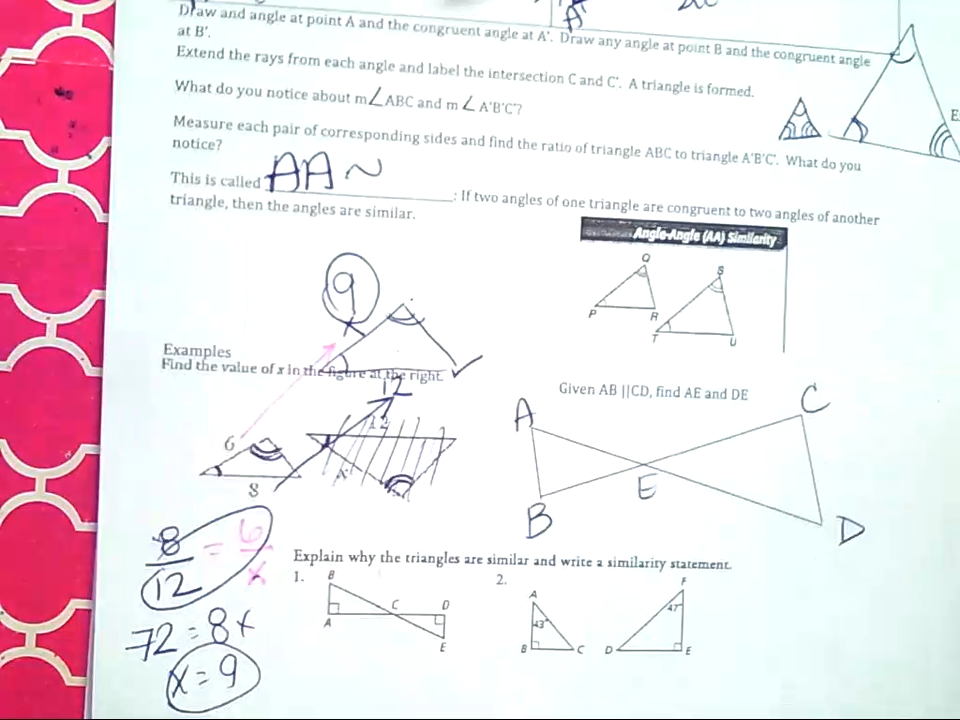 A'
Draw and angle at point A and the congruent angle at A'. Draw any angle at point B and the congruent angle
at B'.
Extend the rays from each angle and label the intersection C and C'. A triangle is formed.
What do you notice about m∠ABC and m∠A'B'C'?
Measure each pair of corresponding sides and find the ratio of triangle ABC to triangle A'B'C'. What do you
notice?
This is called AA ~ : If two angles of one triangle are congruent to two angles of another
triangle, then the angles are similar.
Angle-Angle (AA) Similarity
Q
S
P
R
T
U
9
x
Examples
Find the value of x in the figure at the right.
12
12
6
8
x
Given AB ||CD, find AE and DE
A
C
E
B
D
8/12 = 6/x
72 = 8x
x = 9
Explain why the triangles are similar and write a similarity statement.
1.
B
C
D
A
E
2.
A
43°
B
C
F
47°
D
E